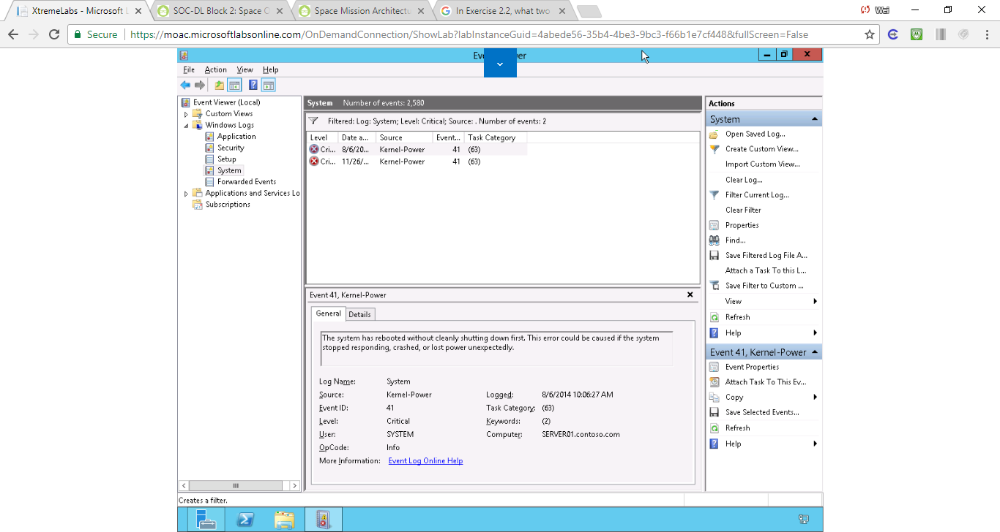 XtremeLabs - Microsoft L
SOC-DL Block 2: Space O
Space Mission Architectu
In Exercise 2.2, what two
Wei
Secure
https://moac.microsoftlabsonline.com/OnDemandConnection/ShowLab?labInstanceGuid=4abede56-35b4-4be3-9bc3-f66b1e7cf448&fullScreen=False
File Action View Help
Event Viewer (Local)
Custom Views
Windows Logs
Application
Security
Setup
System
Forwarded Events
Applications and Services Lo
Subscriptions
System Number of events: 2,580
Filtered: Log: System; Level: Critical; Source: . Number of events: 2
Level Date a... Source Event... Task Category
Cri... 8/6/20... Kernel-Power 41 (63)
Cri... 11/26/... Kernel-Power 41 (63)
Event 41, Kernel-Power
General Details
The system has rebooted without cleanly shutting down first. This error could be caused if the system
stopped responding, crashed, or lost power unexpectedly.
Log Name: System
Source: Kernel-Power Logged: 8/6/2014 10:06:27 AM
Event ID: 41 Task Category: (63)
Level: Critical Keywords: (2)
User: SYSTEM Computer: SERVER01.contoso.com
OpCode: Info
More Information: Event Log Online Help
Actions
System
Open Saved Log...
Create Custom View...
Import Custom View...
Clear Log...
Filter Current Log...
Clear Filter
Properties
Find...
Save Filtered Log File A...
Attach a Task To this L...
Save Filter to Custom ...
View
Refresh
Help
Event 41, Kernel-Power
Event Properties
Attach Task To This Ev...
Copy
Save Selected Events...
Refresh
Help
Creates a filter.